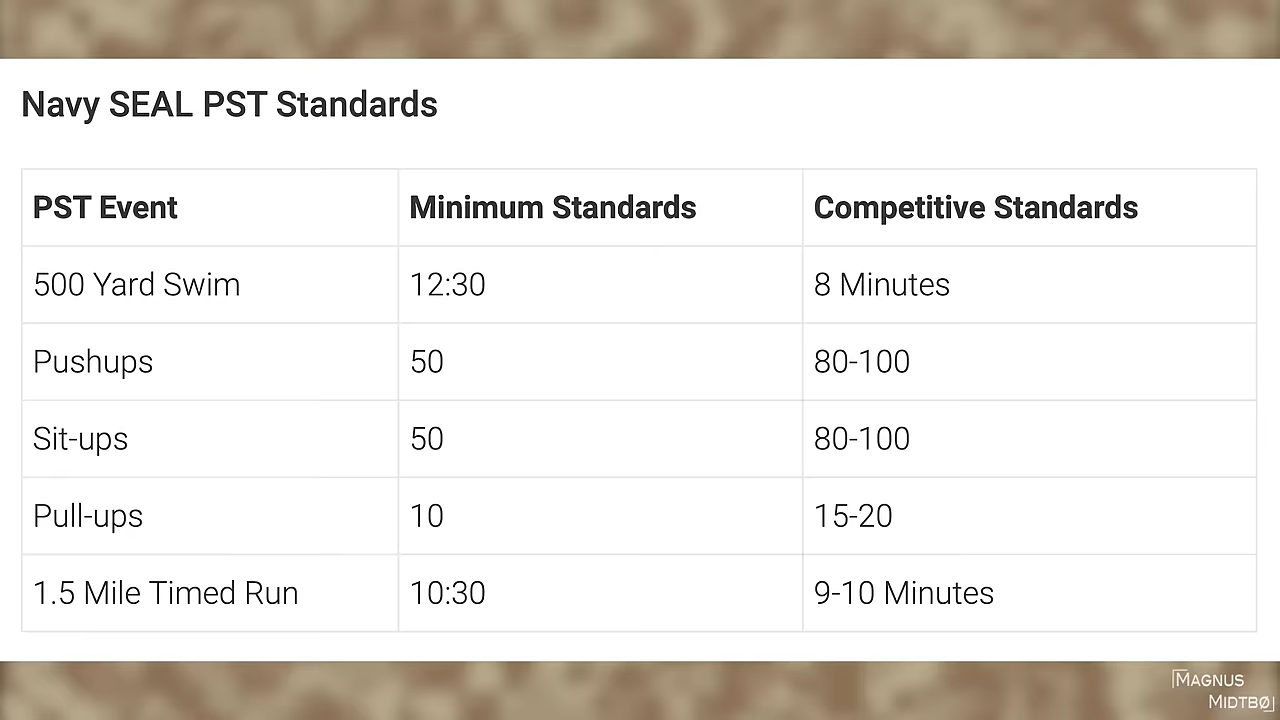 Navy SEAL PST Standards
PST Event Minimum Standards Competitive Standards
500 Yard Swim 12:30 8 Minutes
Pushups 50 80-100
Sit-ups 50 80-100
Pull-ups 10 15-20
1.5 Mile Timed Run 10:30 9-10 Minutes
MAGNUS
MIDTBØ